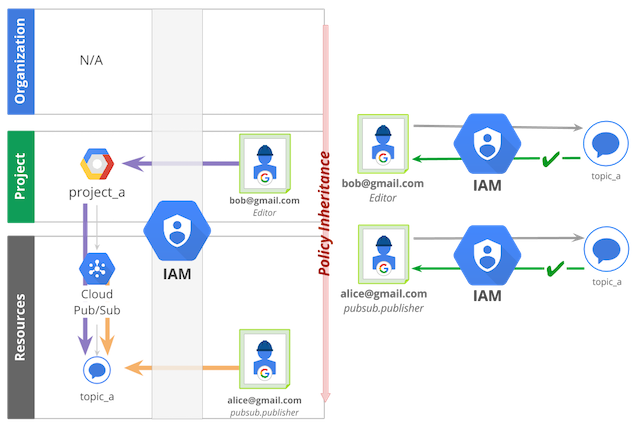 Organization
N/A
Project
project_a
bob@gmail.com
Editor
Policy Inheritance
IAM
Resources
Cloud
Pub/Sub
topic_a
alice@gmail.com
pubsub.publisher
bob@gmail.com
Editor
IAM
topic_a
alice@gmail.com
pubsub.publisher
IAM
topic_a